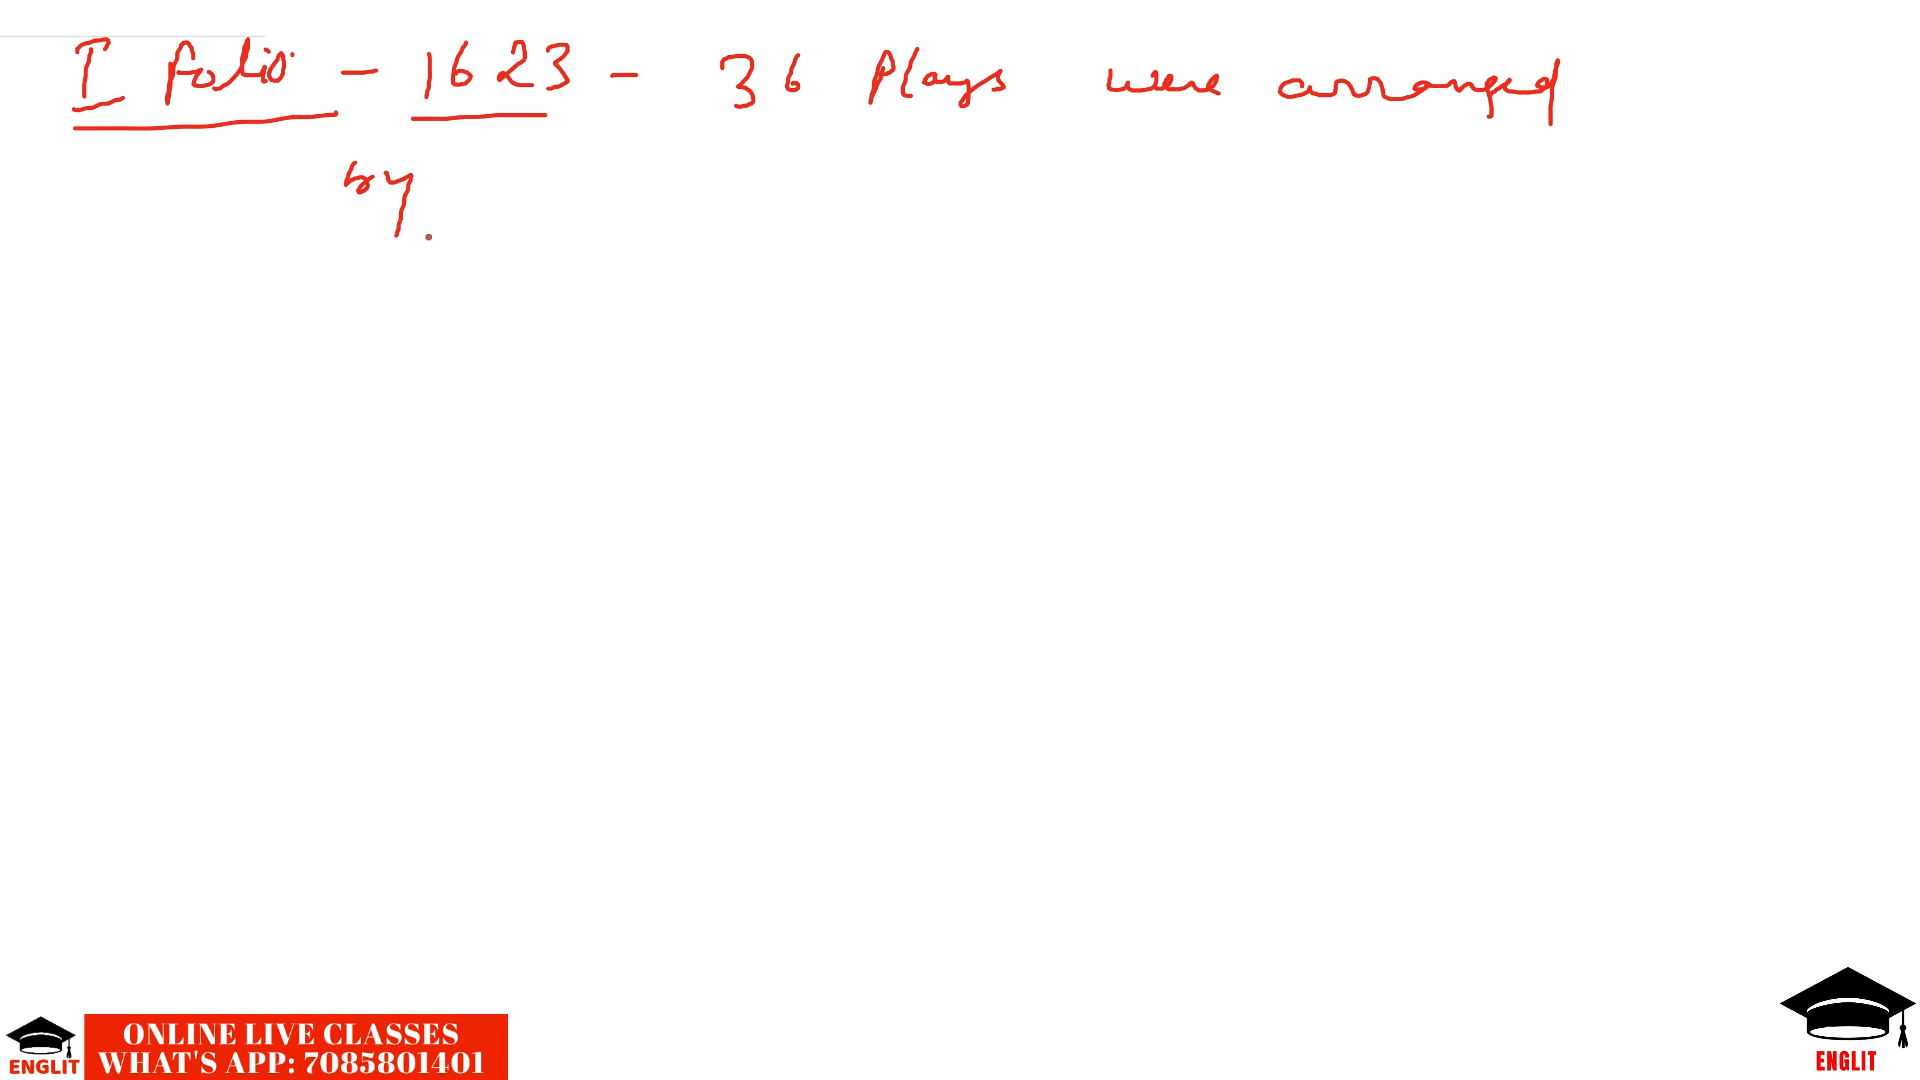 I folio - 1623 - 36 Plays were arranged
by
ENGLIT
ONLINE LIVE CLASSES
WHAT'S APP: 7085801401
ENGLIT